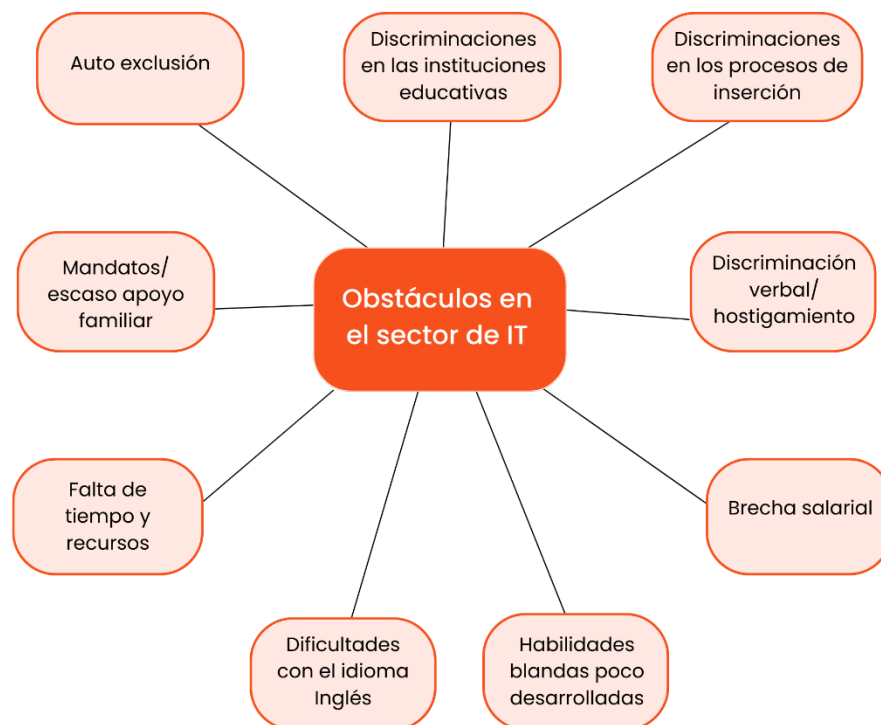 Auto exclusión
Discriminaciones
en las instituciones
educativas
Discriminaciones
en los procesos de
inserción
Mandatos/
escaso apoyo
familiar
Obstáculos en
el sector de IT
Discriminación
verbal/
hostigamiento
Falta de
tiempo y
recursos
Brecha salarial
Dificultades
con el idioma
Inglés
Habilidades
blandas poco
desarrolladas